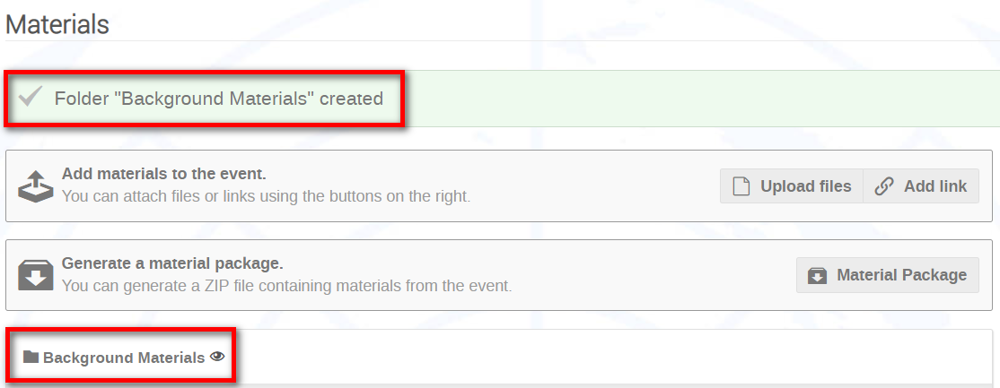 Materials
Folder "Background Materials" created
Add materials to the event.
You can attach files or links using the buttons on the right.
Upload files
Add link
Generate a material package.
You can generate a ZIP file containing materials from the event.
Material Package
Background Materials